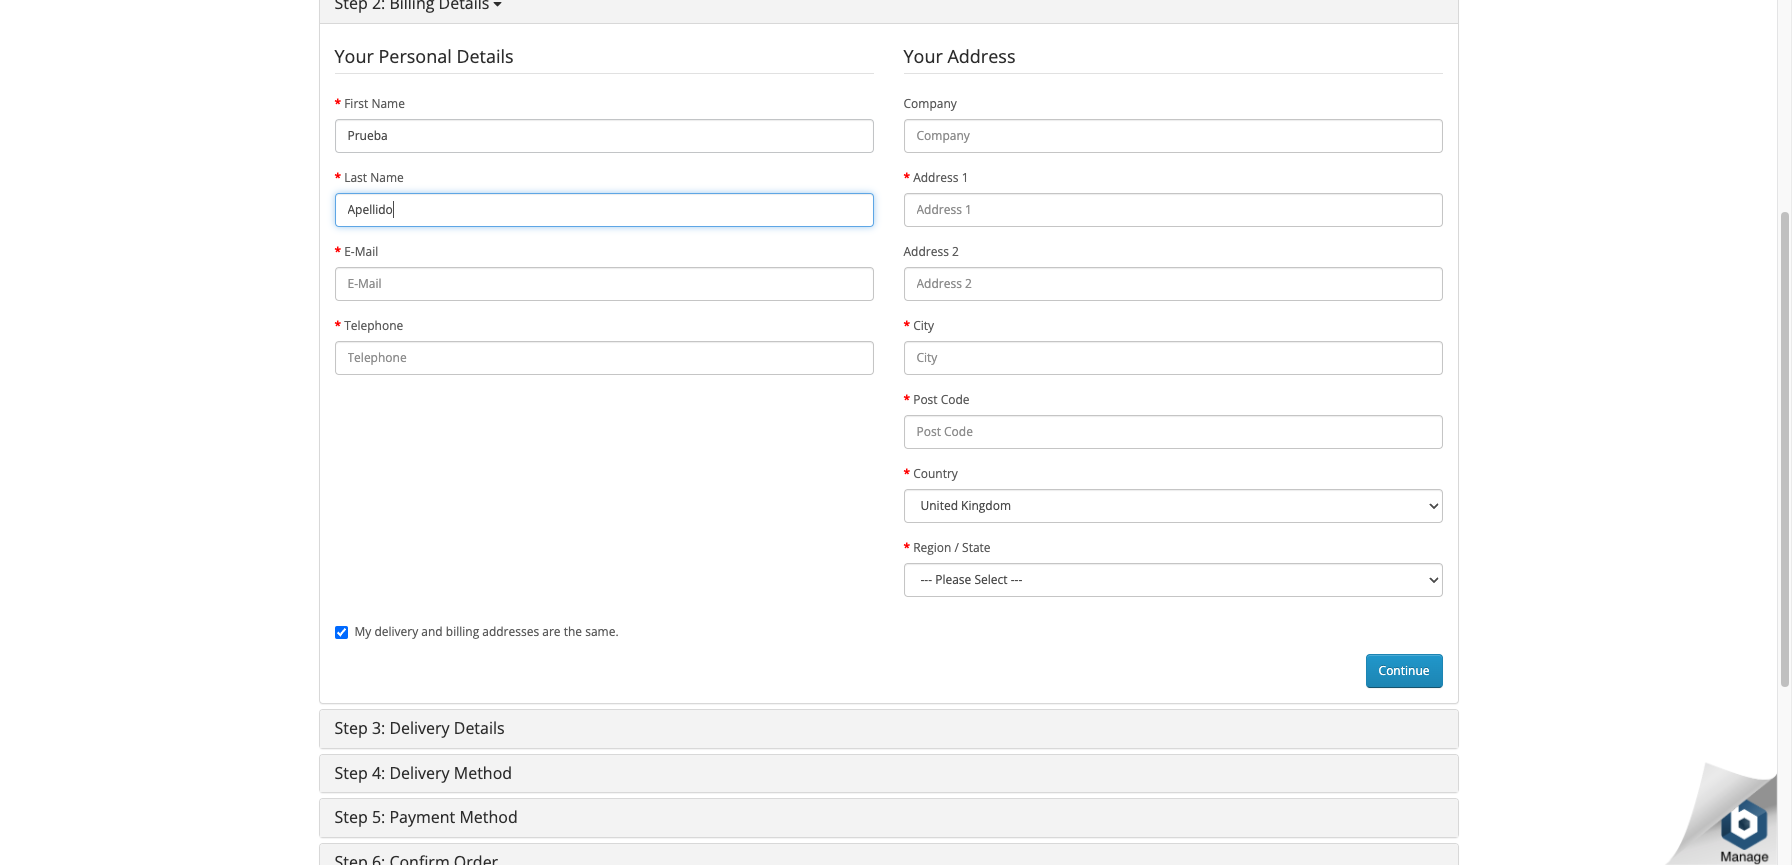 Step 2: Billing Details
Your Personal Details
* First Name
Prueba
* Last Name
Apellido
* E-Mail
E-Mail
* Telephone
Telephone
Your Address
Company
Company
* Address 1
Address 1
Address 2
Address 2
* City
City
* Post Code
Post Code
* Country
United Kingdom
* Region / State
--- Please Select ---
My delivery and billing addresses are the same.
Continue
Step 3: Delivery Details
Step 4: Delivery Method
Step 5: Payment Method
Step 6: Confirm Order
Manage